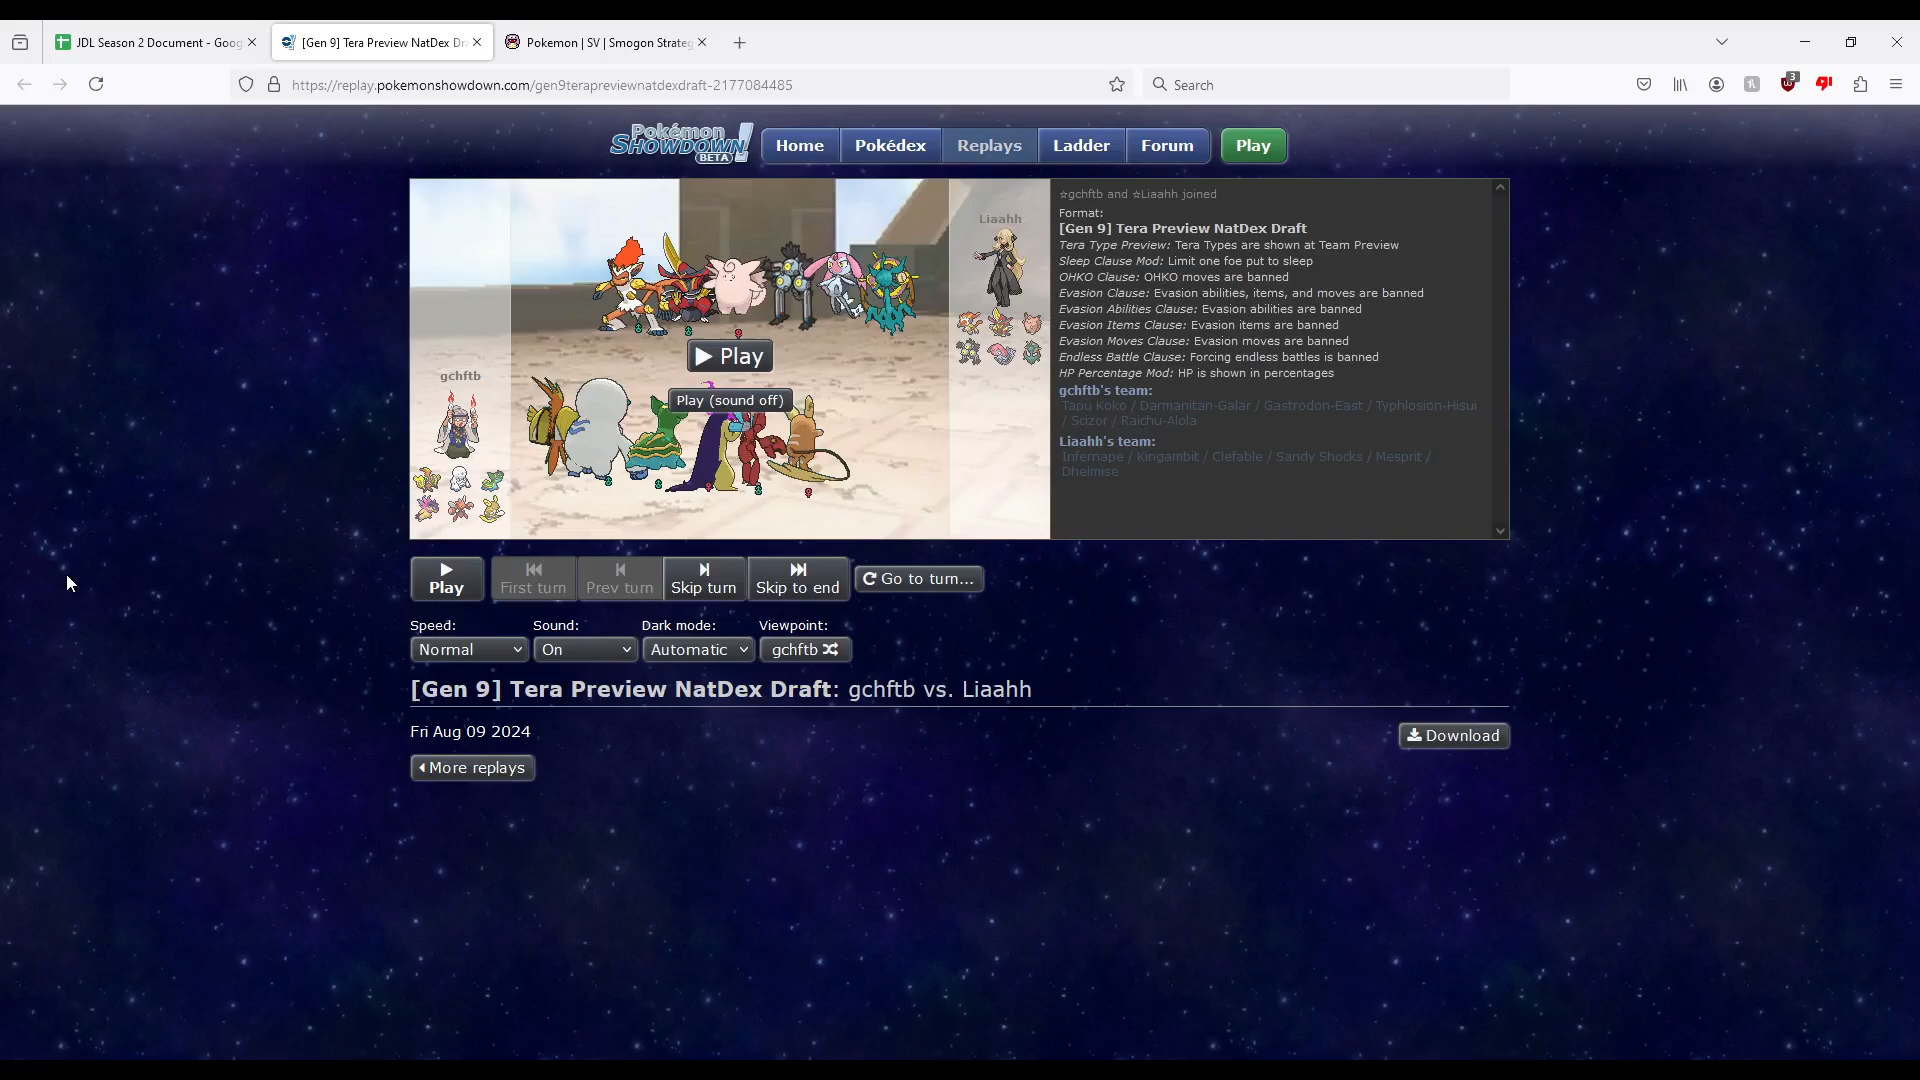 JDL Season 2 Document - Goog
[Gen 9] Tera Preview NatDex Dr
Pokemon | SV | Smogon Strateg
https://replay.pokemonshowdown.com/gen9terapreviewnatdexdraft-2177084485
Search
3
Pokémon
SHOWDOWN!
BETA
Home
Pokédex
Replays
Ladder
Forum
Play
Liaahh
gchftb
Play
Play (sound off)
☆gchftb and ☆Liaahh joined
Format:
[Gen 9] Tera Preview NatDex Draft
Tera Type Preview: Tera Types are shown at Team Preview
Sleep Clause Mod: Limit one foe put to sleep
OHKO Clause: OHKO moves are banned
Evasion Clause: Evasion abilities, items, and moves are banned
Evasion Abilities Clause: Evasion abilities are banned
Evasion Items Clause: Evasion items are banned
Evasion Moves Clause: Evasion moves are banned
Endless Battle Clause: Forcing endless battles is banned
HP Percentage Mod: HP is shown in percentages
gchftb's team:
Tapu Koko / Darmanitan-Galar / Gastrodon-East / Typhlosion-Hisui
/ Scizor / Raichu-Alola
Liaahh's team:
Infernape / Kingambit / Clefable / Sandy Shocks / Mesprit /
Dhelmise
Play
First turn
Prev turn
Skip turn
Skip to end
Go to turn...
Speed:
Sound:
Dark mode:
Viewpoint:
Normal
On
Automatic
gchftb
[Gen 9] Tera Preview NatDex Draft: gchftb vs. Liaahh
Fri Aug 09 2024
Download
More replays